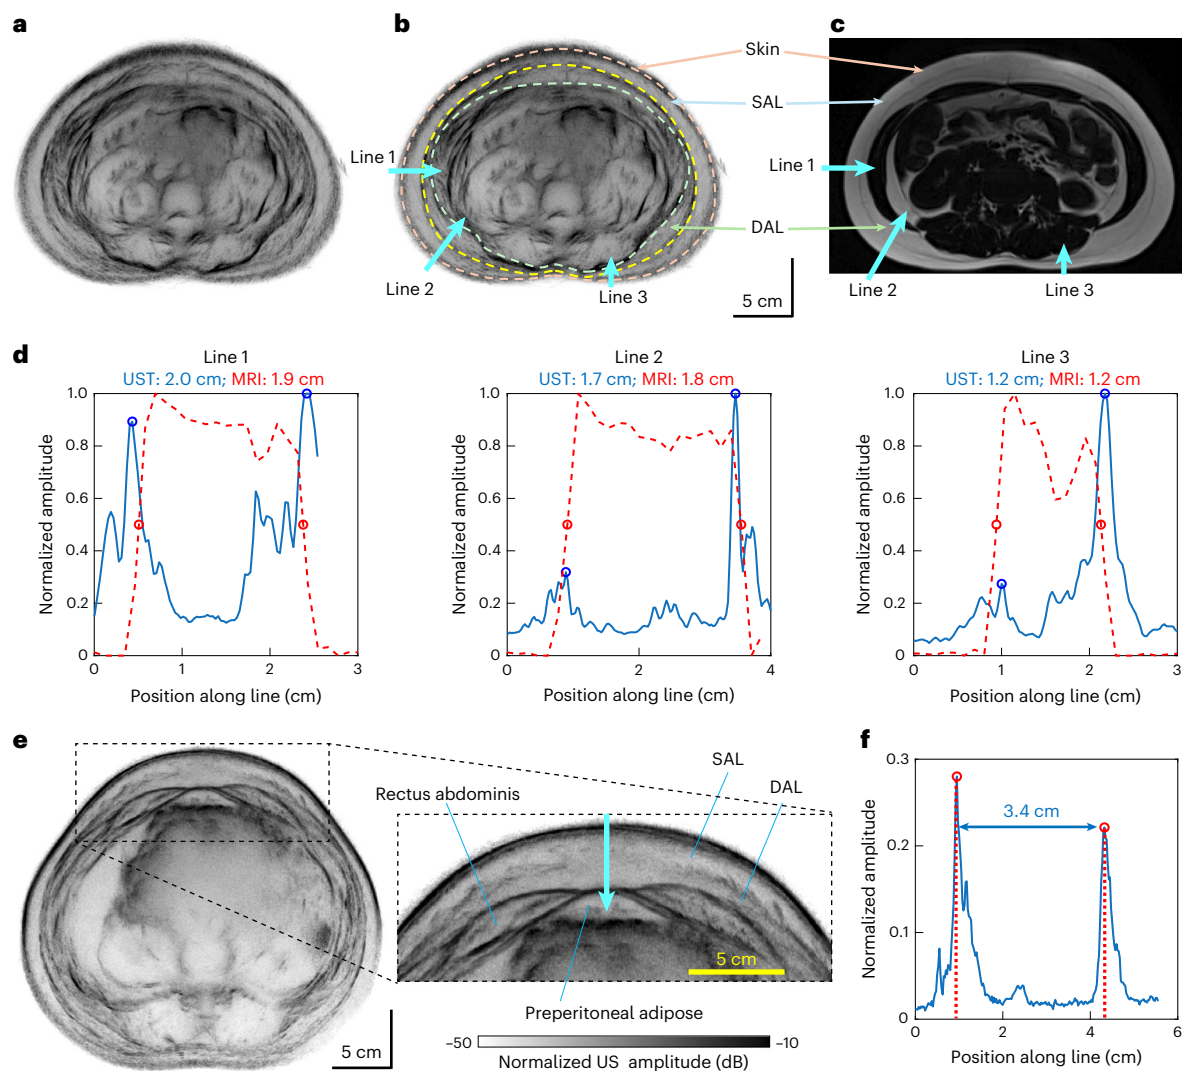 a
b
c
Skin
SAL
Line 1
Line 1
DAL
Line 2
Line 3
5 cm
Line 2
Line 3
d
Line 1
UST: 2.0 cm; MRI: 1.9 cm
Normalized amplitude
1.0
0.8
0.6
0.4
0.2
0
0
1
2
3
Position along line (cm)
Line 2
UST: 1.7 cm; MRI: 1.8 cm
Normalized amplitude
1.0
0.8
0.6
0.4
0.2
0
0
2
4
Position along line (cm)
Line 3
UST: 1.2 cm; MRI: 1.2 cm
Normalized amplitude
1.0
0.8
0.6
0.4
0.2
0
0
1
2
3
Position along line (cm)
e
SAL
DAL
Rectus abdominis
5 cm
Preperitoneal adipose
5 cm
−50
−10
Normalized US amplitude (dB)
f
Normalized amplitude
0.3
0.2
0.1
0
3.4 cm
0
2
4
6
Position along line (cm)